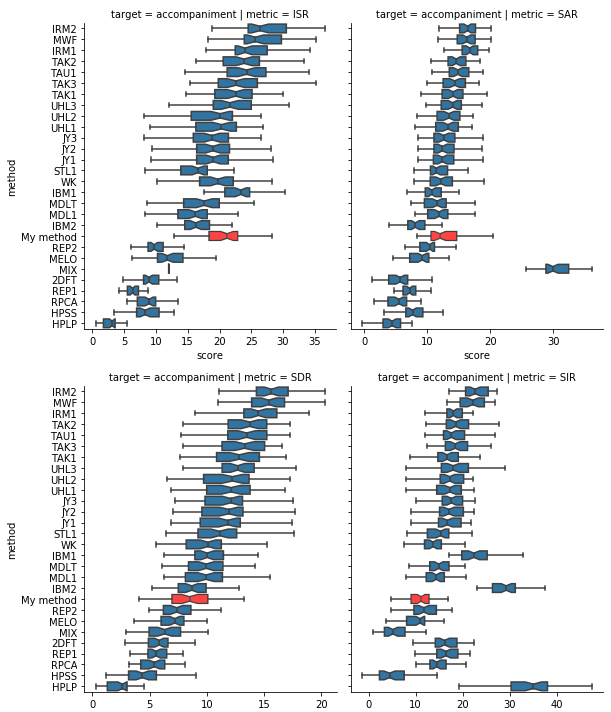 target = accompaniment | metric = ISR
target = accompaniment | metric = SAR
method
IRM2
MWF
IRM1
TAK2
TAU1
TAK3
TAK1
UHL3
UHL2
UHL1
JY3
JY2
JY1
STL1
WK
IBM1
MDLT
MDL1
IBM2
My method
REP2
MELO
MIX
2DFT
REP1
RPCA
HPSS
HPLP
0 5 10 15 20 25 30 35
0 10 20 30
score
score
target = accompaniment | metric = SDR
target = accompaniment | metric = SIR
method
IRM2
MWF
IRM1
TAK2
TAU1
TAK3
TAK1
UHL3
UHL2
UHL1
JY3
JY2
JY1
STL1
WK
IBM1
MDLT
MDL1
IBM2
My method
REP2
MELO
MIX
2DFT
REP1
RPCA
HPSS
HPLP
0 5 10 15 20
0 10 20 30 40